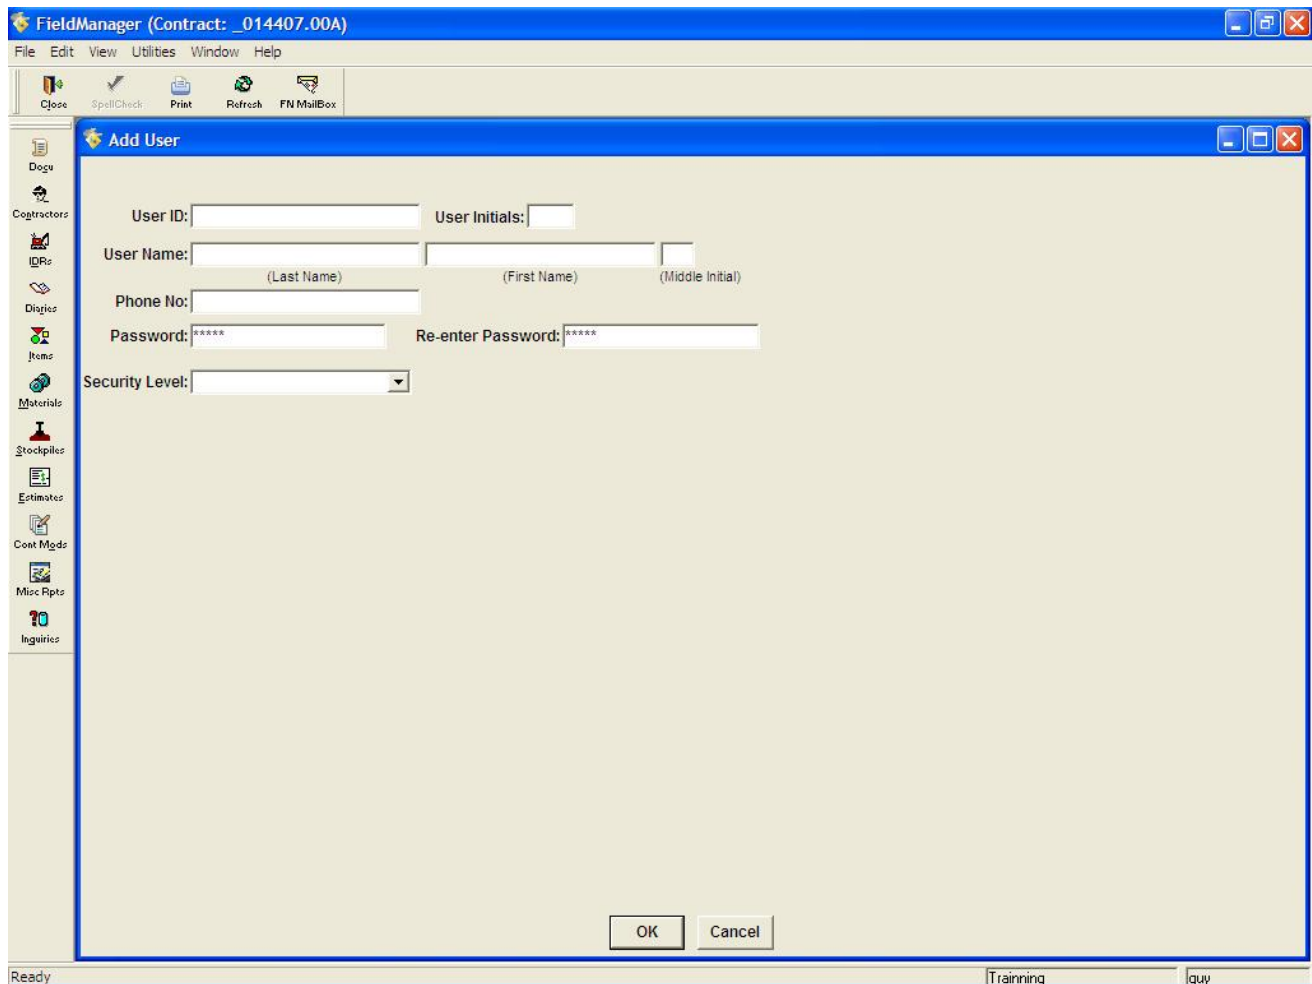 FieldManager (Contract: _014407.00A)
File Edit View Utilities Window Help
Close SpellCheck Print Refresh FN MailBox
Add User
Docu
Contractors
IDRs
Diaries
Items
Materials
Stockpiles
Estimates
Cont Mods
Misc Rpts
Inquiries
User ID: User Initials:
User Name:
(Last Name) (First Name) (Middle Initial)
Phone No:
Password: ***** Re-enter Password: *****
Security Level:
OK Cancel
Ready Trainning guy